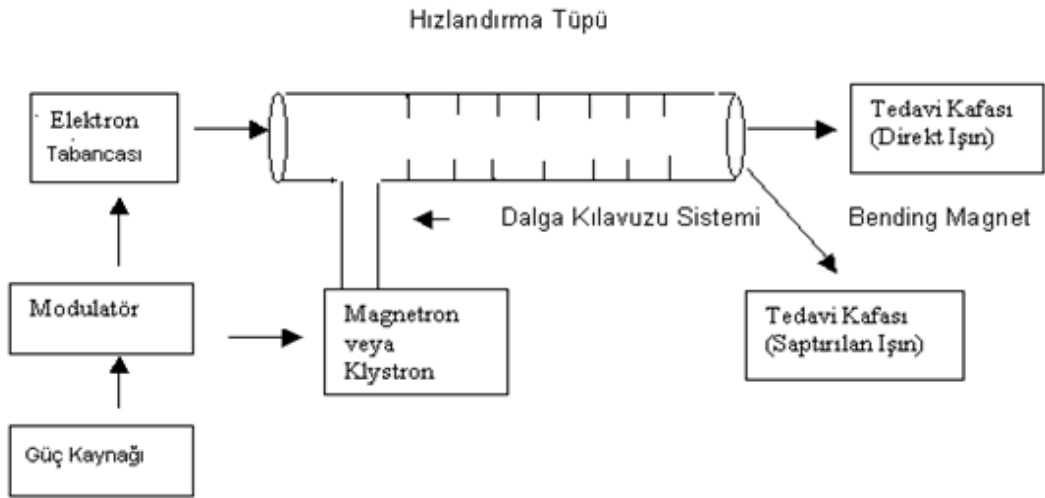 Hızlandırma Tüpü
Elektron
Tabancası
Tedavi Kafası
(Direkt Işın)
Dalga Kılavuzu Sistemi
Bending Magnet
Modulatör
Magnetron
veya
Klystron
Tedavi Kafası
(Saptırılan Işın)
Güç Kaynağı